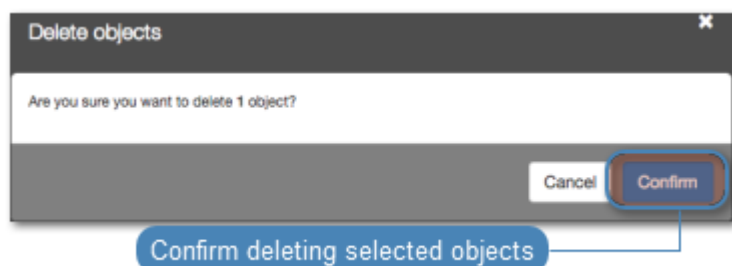 Delete objects
Are you sure you want to delete 1 object?
Cancel Confirm
Confirm deleting selected objects